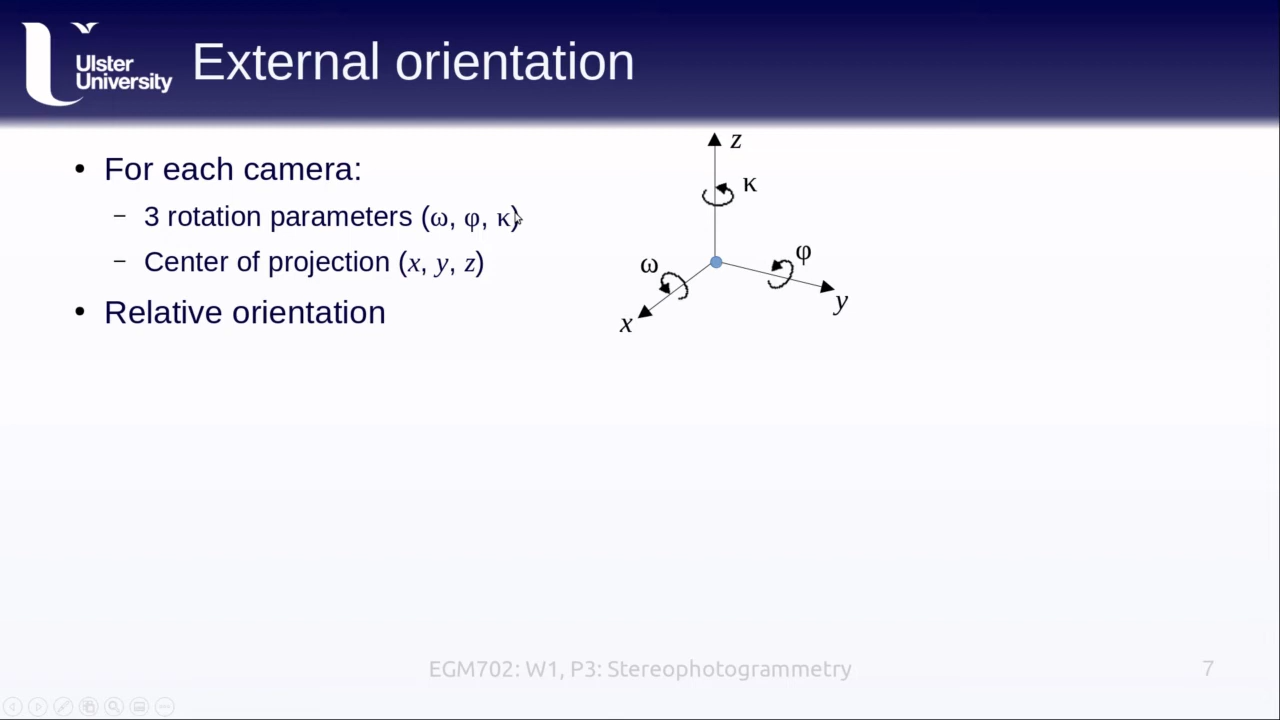 Ulster
University
External orientation
• For each camera:
– 3 rotation parameters (ω, φ, κ)
– Center of projection (x, y, z)
• Relative orientation
z
κ
φ
ω
y
x
EGM702: W1, P3: Stereophotogrammetry
7